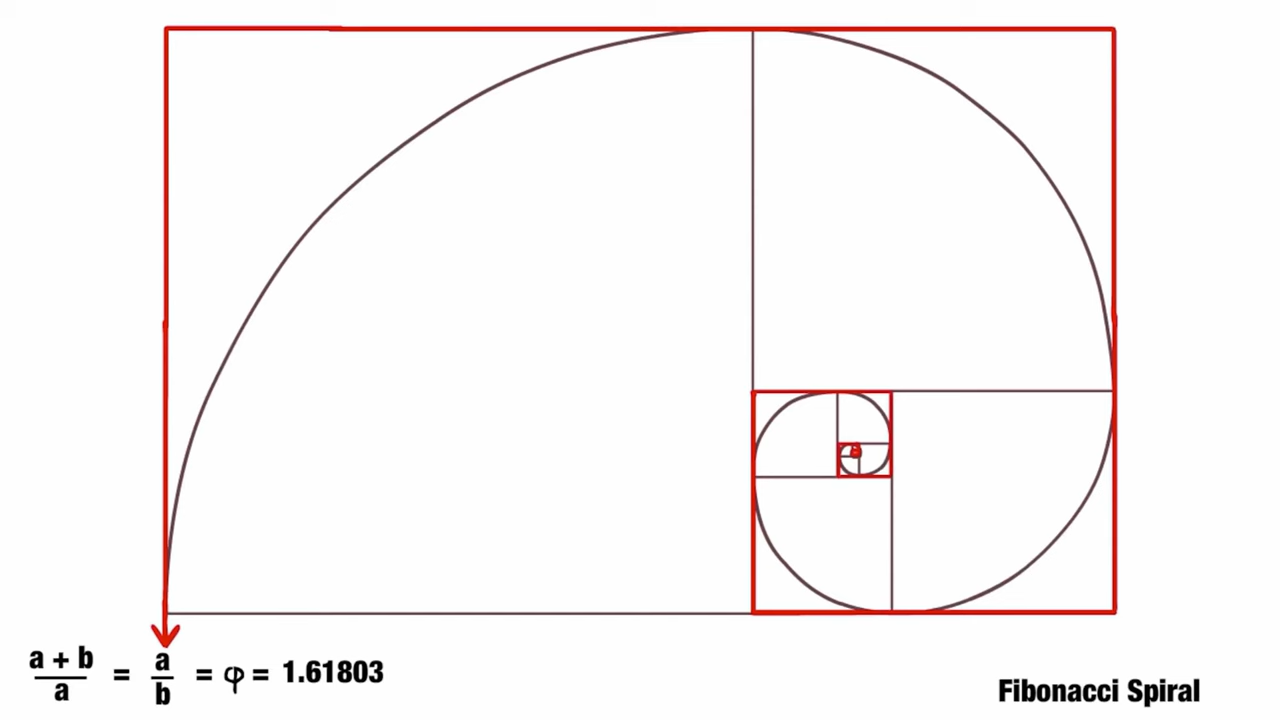 a + b / a = a / b = φ = 1.61803
Fibonacci Spiral